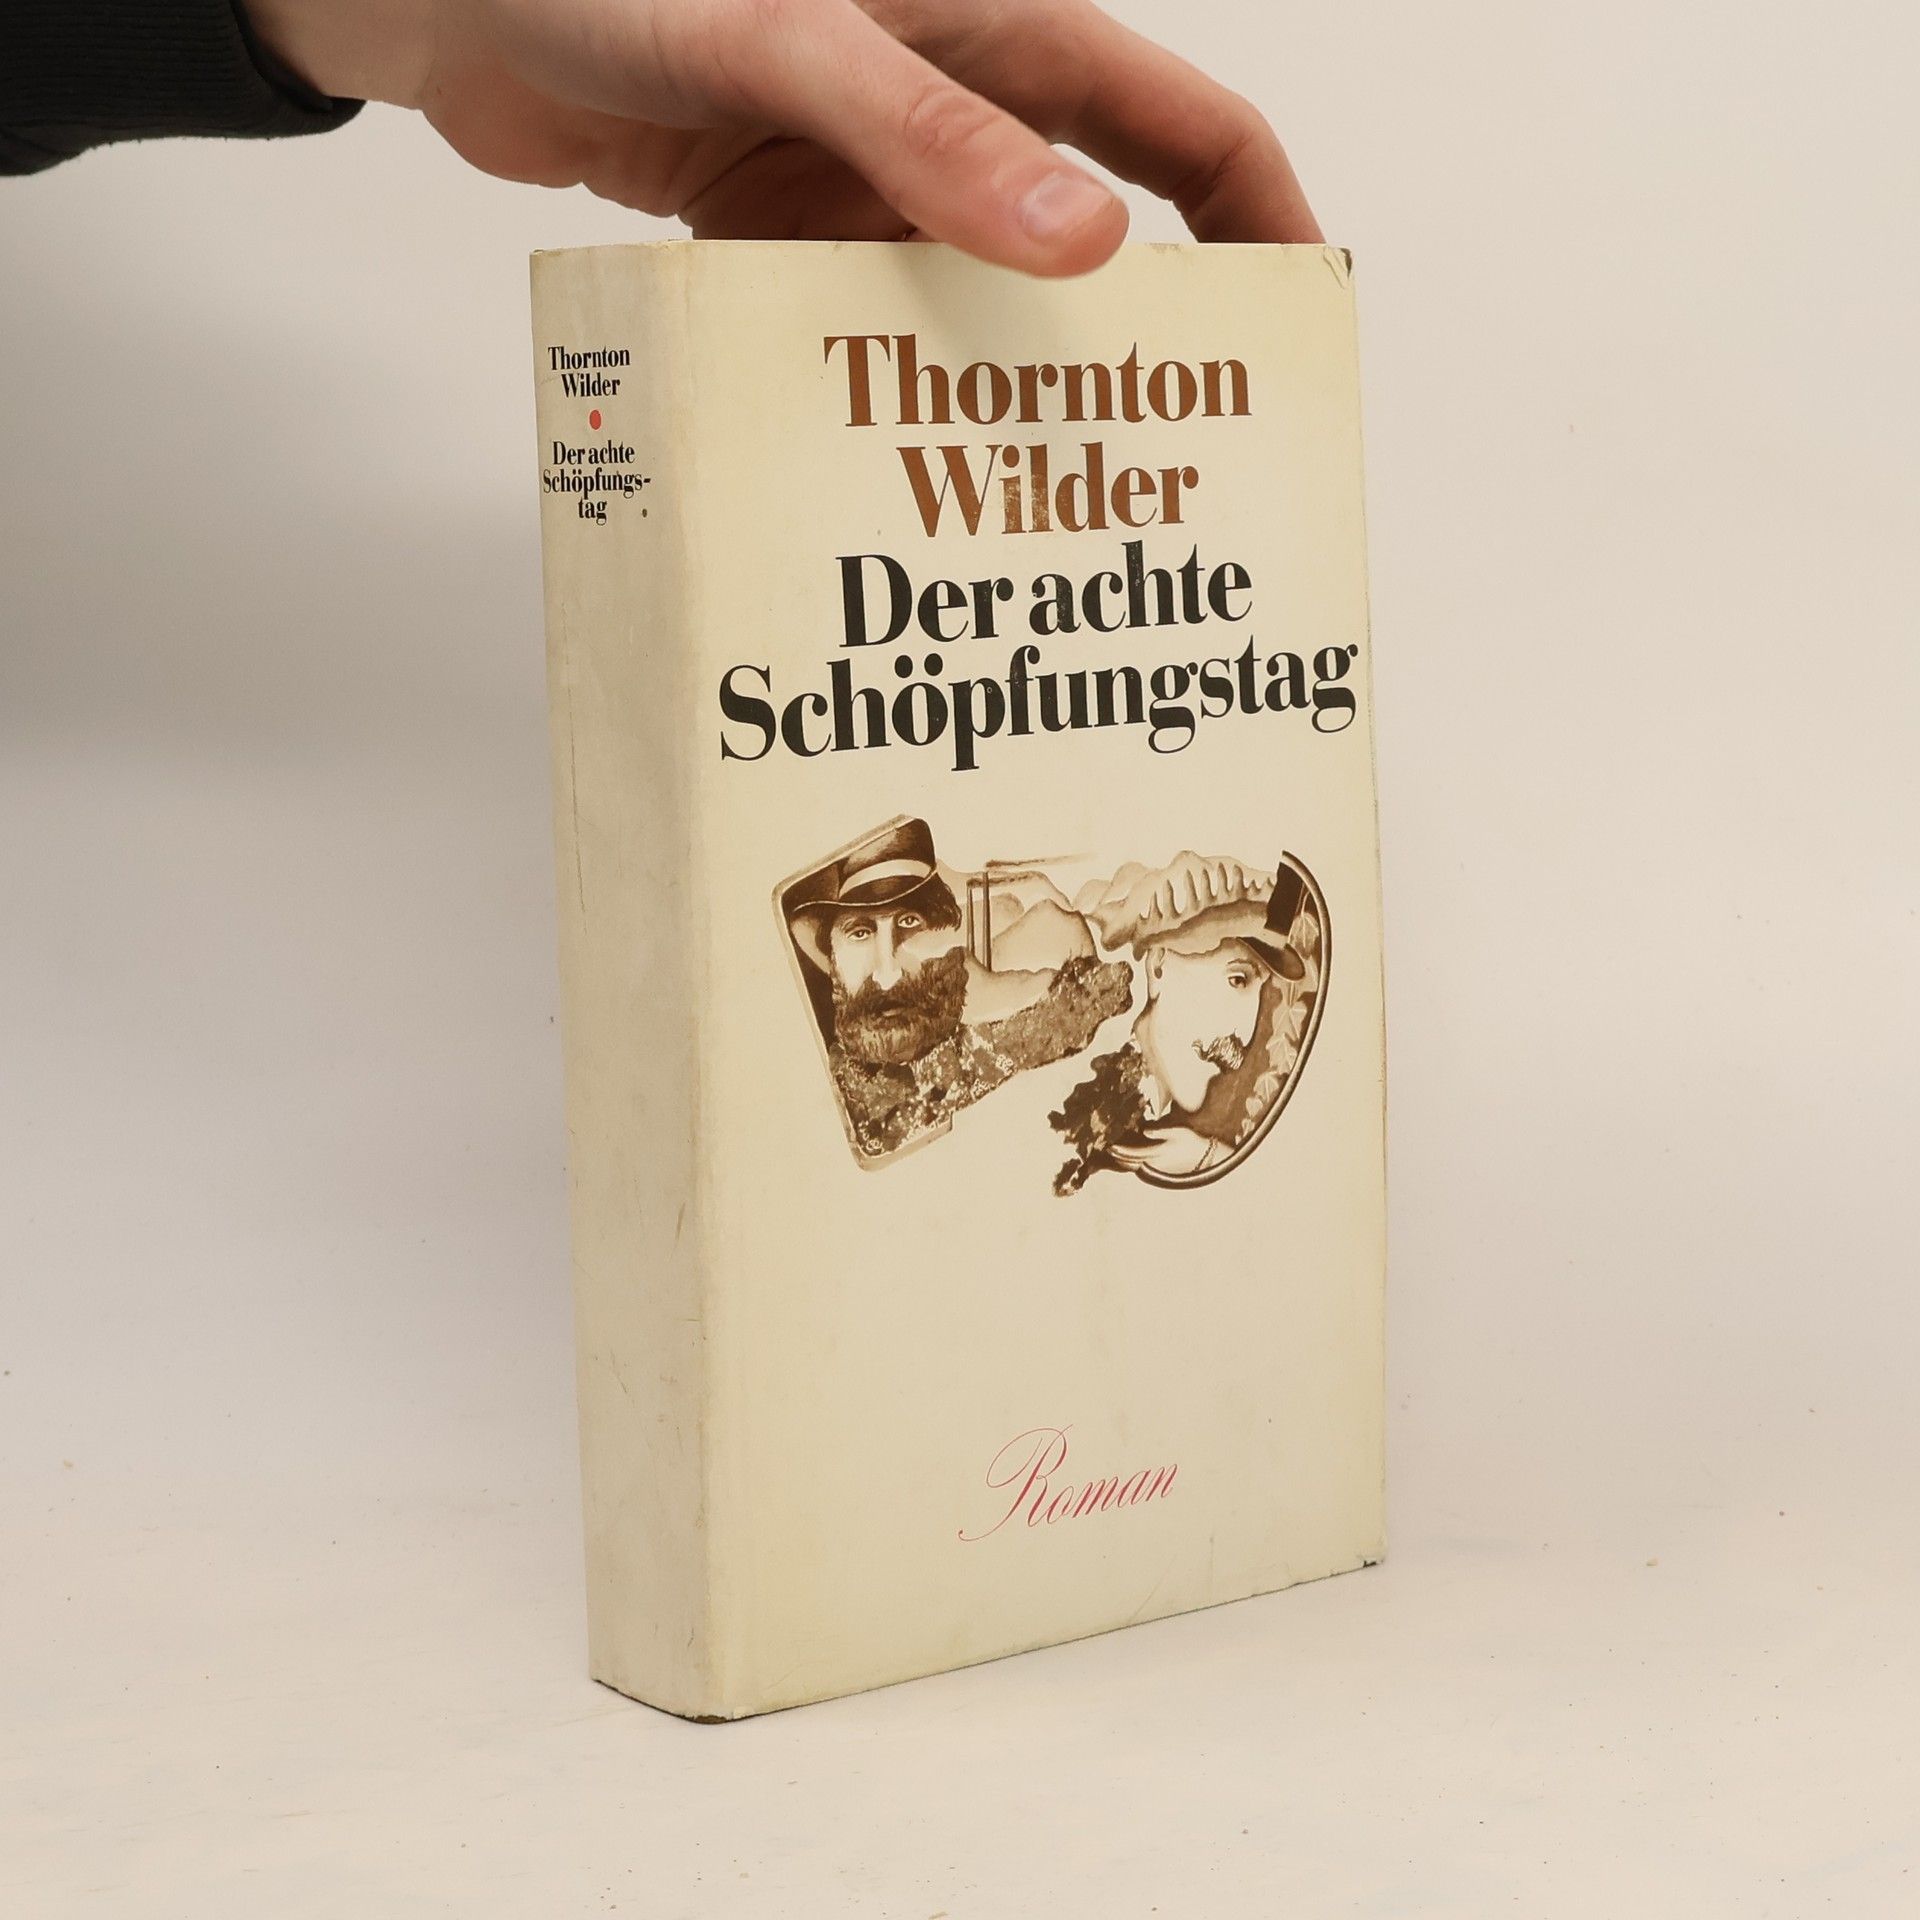 Thornton
Wilder
Der achte
Schöpfungs-
tag
Thornton
Wilder
Der achte
Schöpfungstag
Roman